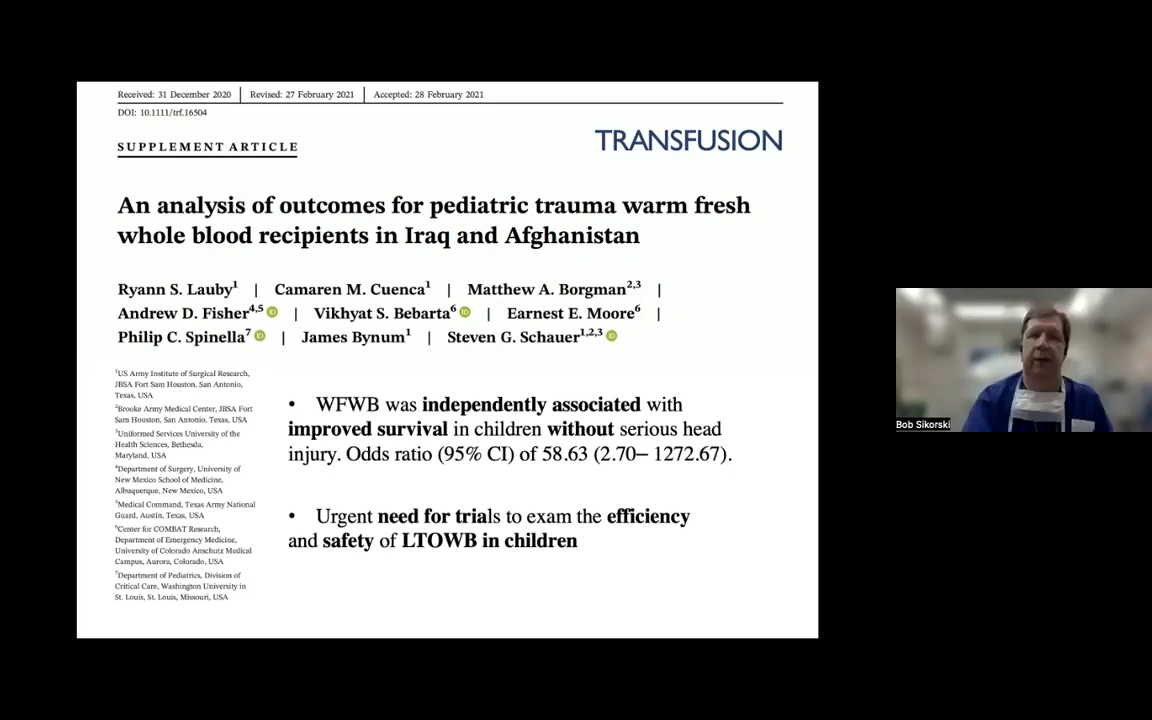 Received: 31 December 2020 | Revised: 27 February 2021 | Accepted: 28 February 2021
DOI: 10.1111/trf.16504
SUPPLEMENT ARTICLE
TRANSFUSION
An analysis of outcomes for pediatric trauma warm fresh
whole blood recipients in Iraq and Afghanistan
Ryann S. Lauby1 | Camaren M. Cuenca1 | Matthew A. Borgman2,3 |
Andrew D. Fisher4,5 | Vikhyat S. Bebarta6 | Earnest E. Moore6 |
Philip C. Spinella7 | James Bynum1 | Steven G. Schauer1,2,3
1US Army Institute of Surgical Research,
JBSA Fort Sam Houston, San Antonio,
Texas, USA
2Brooke Army Medical Center, JBSA Fort
Sam Houston, San Antonio, Texas, USA
3Uniformed Services University of the
Health Sciences, Bethesda,
Maryland, USA
4Department of Surgery, University of
New Mexico School of Medicine,
Albuquerque, New Mexico, USA
5Medical Command, Texas Army National
Guard, Austin, Texas, USA
6Center for COMBAT Research,
Department of Emergency Medicine,
University of Colorado Anschutz Medical
Campus, Aurora, Colorado, USA
7Department of Pediatrics, Division of
Critical Care, Washington University in
St. Louis, St. Louis, Missouri, USA
• WFWB was independently associated with
improved survival in children without serious head
injury. Odds ratio (95% CI) of 58.63 (2.70– 1272.67).
• Urgent need for trials to exam the efficiency
and safety of LTOWB in children
Bob Sikorski